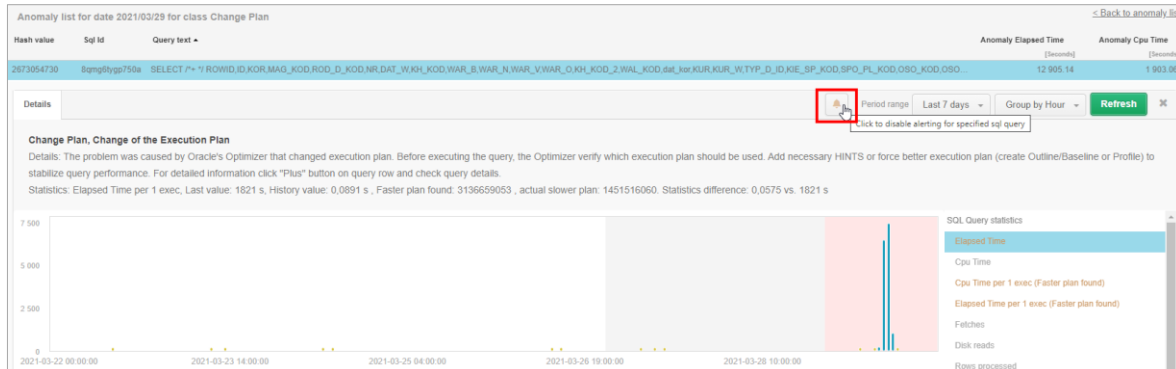 Anomaly list for date 2021/03/29 for class Change Plan
< Back to anomaly lis
Hash value Sql Id Query text Anomaly Elapsed Time Anomaly Cpu Time
[Seconds] [Seconds
2673054730 8qmg6tygp750a SELECT /*+ */ ROWID,ID,KOR,MAG_KOD,ROD_D_KOD,NR,DAT_W,KH_KOD,WAR_B,WAR_N,WAR_V,WAR_O,KH_KOD_2,WAL_KOD,dat_kor,KUR,KUR_W,TYP_D_ID,KIE_SP_KOD,SPO_PL_KOD,OSO_KOD,OSO... 12 905.14 1 903.06
Details Period range Last 7 days Group by Hour Refresh
Click to disable alerting for specified sql query
Change Plan, Change of the Execution Plan
Details: The problem was caused by Oracle's Optimizer that changed execution plan. Before executing the query, the Optimizer verify which execution plan should be used. Add necessary HINTS or force better execution plan (create Outline/Baseline or Profile) to
stabilize query performance. For detailed information click "Plus" button on query row and check query details.
Statistics: Elapsed Time per 1 exec, Last value: 1821 s, History value: 0,0891 s , Faster plan found: 3136659053 , actual slower plan: 1451516060. Statistics difference: 0,0575 vs. 1821 s
7 500
5 000
2 500
0
2021-03-22 00:00:00 2021-03-23 14:00:00 2021-03-25 04:00:00 2021-03-26 19:00:00 2021-03-28 10:00:00
SQL Query statistics
Elapsed Time
Cpu Time
Cpu Time per 1 exec (Faster plan found)
Elapsed Time per 1 exec (Faster plan found)
Fetches
Disk reads
Rows processed